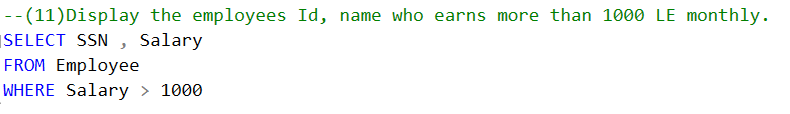 --(11)Display the employees Id, name who earns more than 1000 LE monthly.
SELECT SSN , Salary
FROM Employee
WHERE Salary > 1000